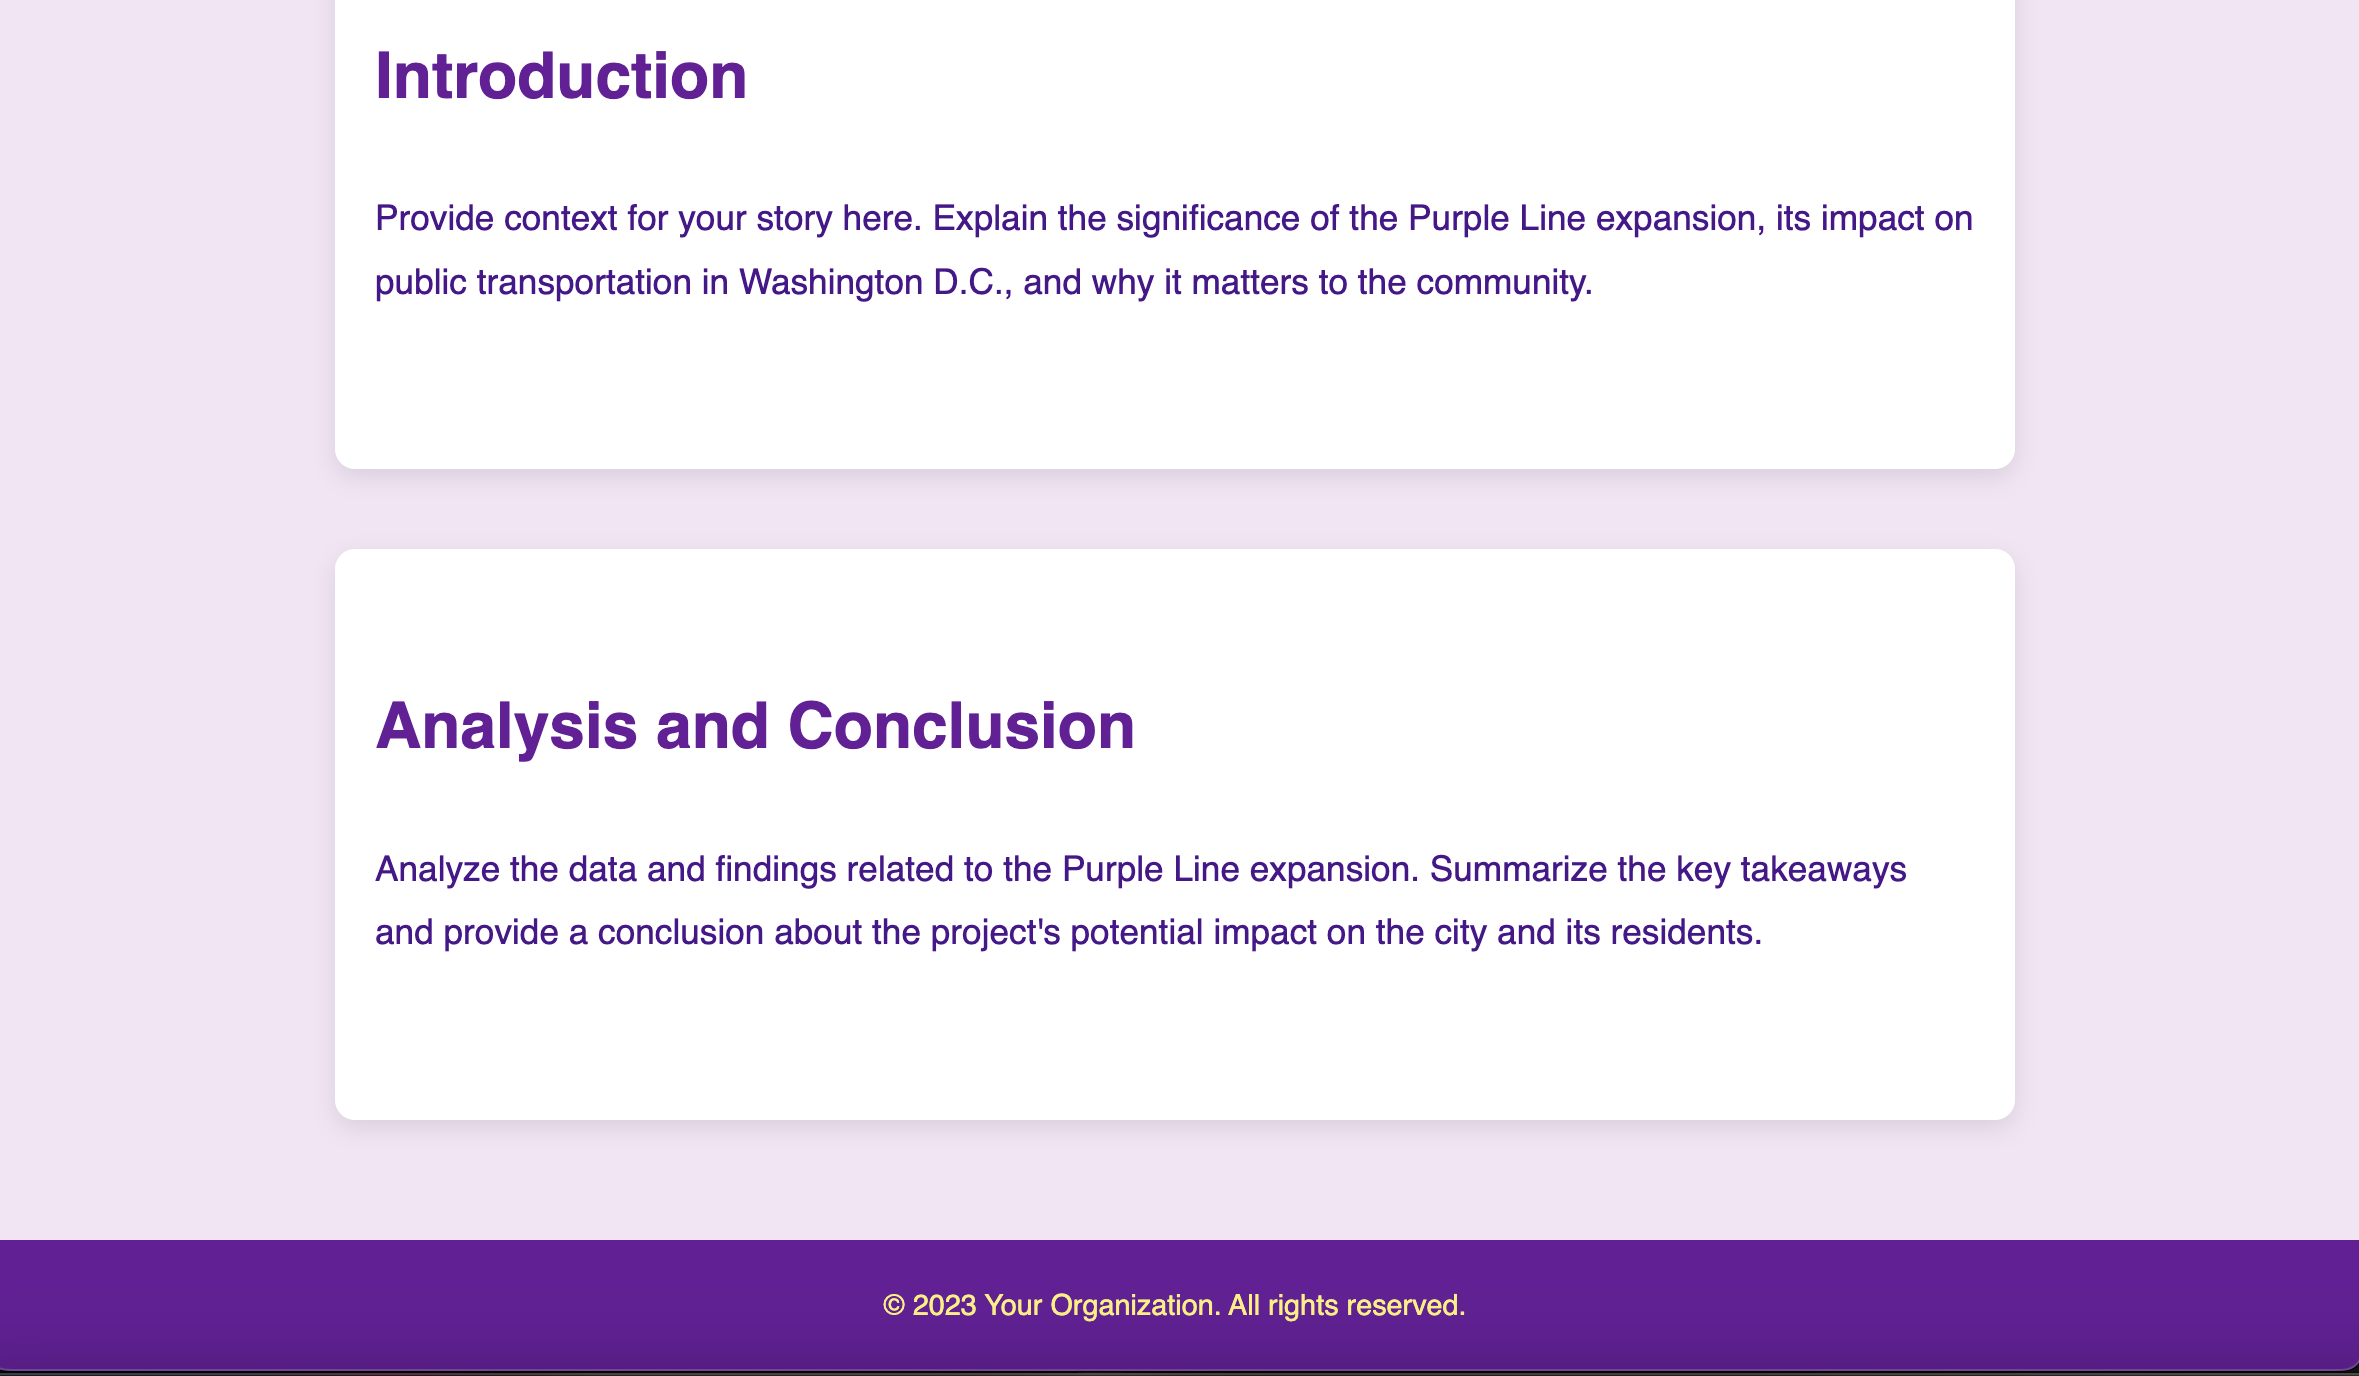 Introduction
Provide context for your story here. Explain the significance of the Purple Line expansion, its impact on
public transportation in Washington D.C., and why it matters to the community.
Analysis and Conclusion
Analyze the data and findings related to the Purple Line expansion. Summarize the key takeaways
and provide a conclusion about the project's potential impact on the city and its residents.
© 2023 Your Organization. All rights reserved.